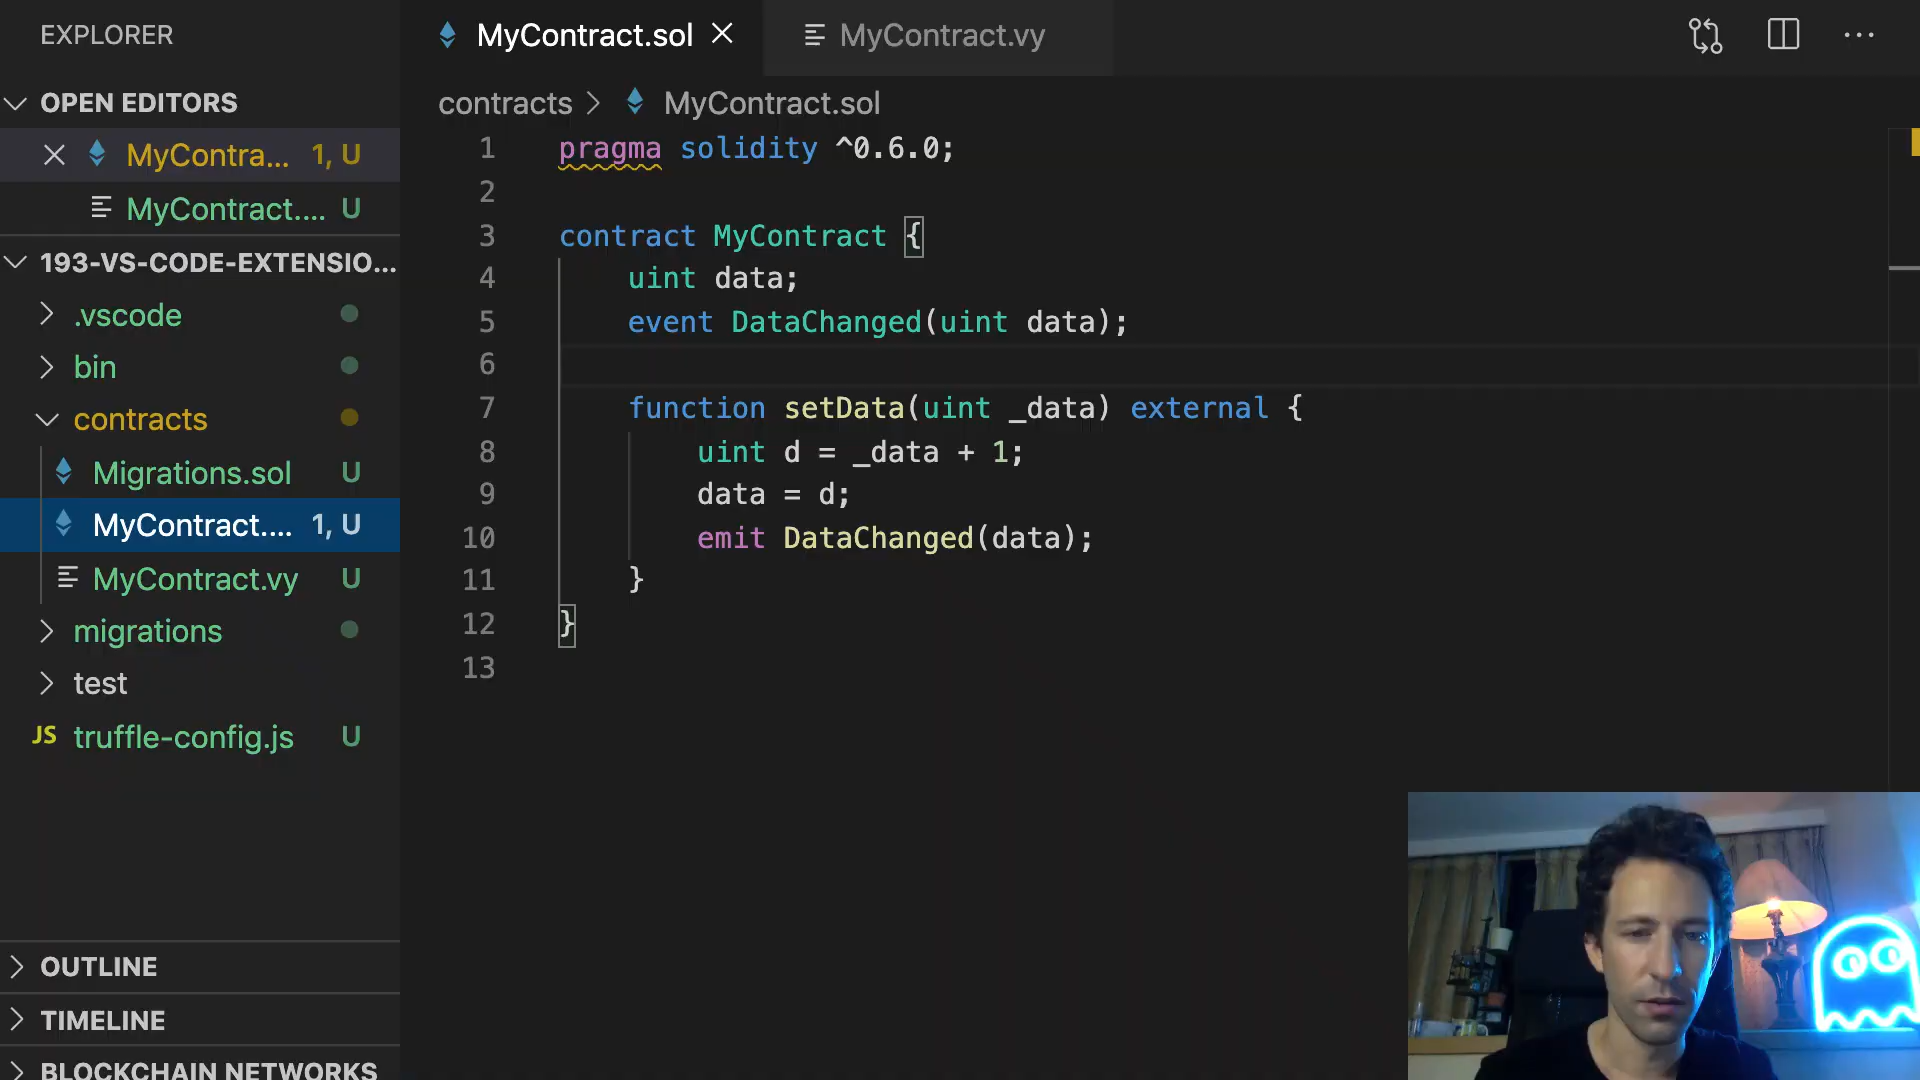 EXPLORER
OPEN EDITORS
MyContra... 1, U
MyContract.... U
193-VS-CODE-EXTENSIO...
.vscode
bin
contracts
Migrations.sol U
MyContract.... 1, U
MyContract.vy U
migrations
test
JS truffle-config.js U
OUTLINE
TIMELINE
BLOCKCHAIN NETWORKS
MyContract.sol MyContract.vy
contracts > MyContract.sol
1 pragma solidity ^0.6.0;
2
3 contract MyContract {
4 uint data;
5 event DataChanged(uint data);
6
7 function setData(uint _data) external {
8 uint d = _data + 1;
9 data = d;
10 emit DataChanged(data);
11 }
12 }
13